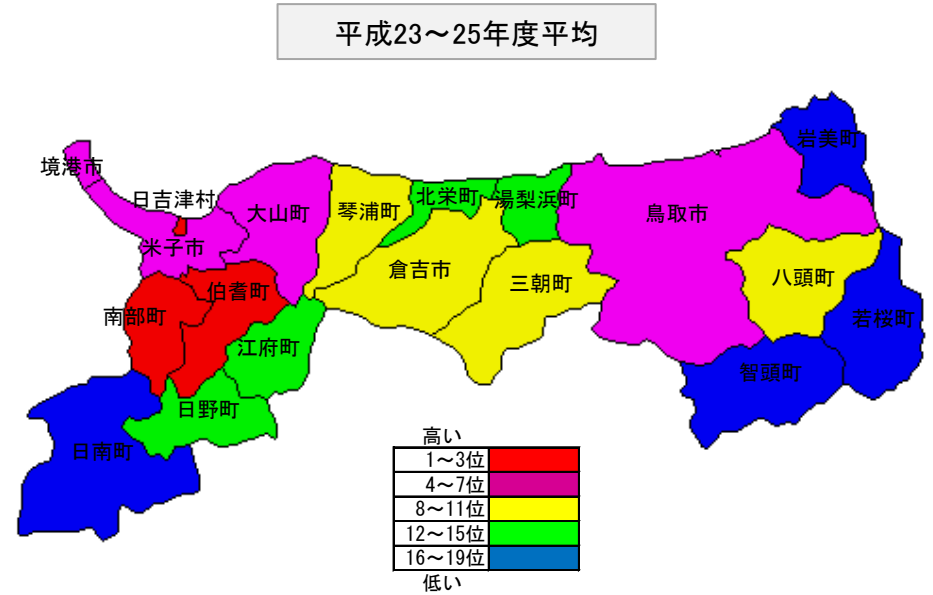 平成23～25年度平均
岩美町
境港市
日吉津村
大山町
琴浦町
北栄町
湯梨浜町
鳥取市
米子市
倉吉市
三朝町
八頭町
伯耆町
南部町
若桜町
江府町
智頭町
日野町
日南町
高い
1～3位
4～7位
8～11位
12～15位
16～19位
低い